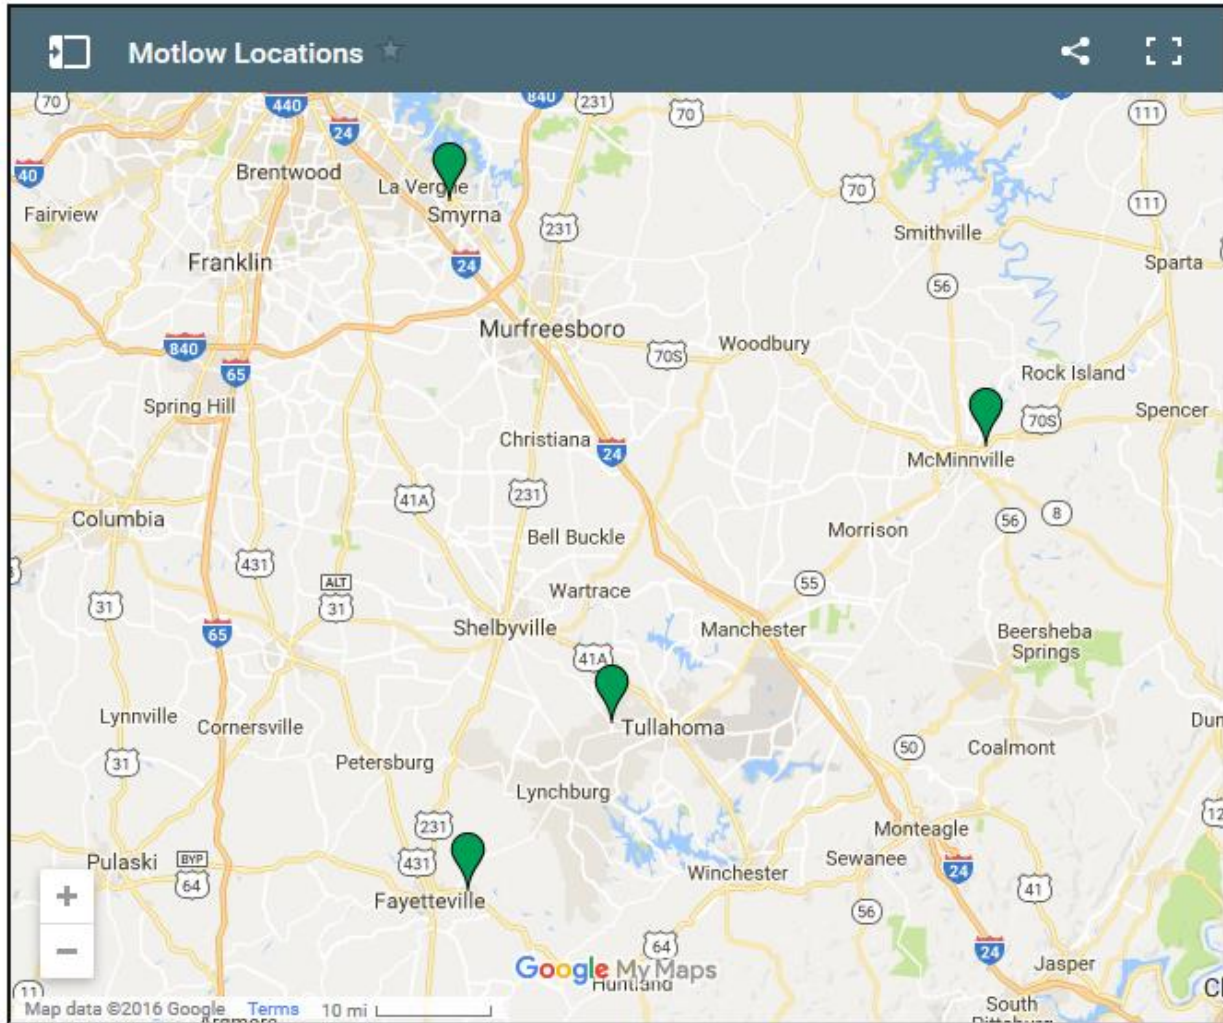 Motlow Locations
70
440
24
840
231
70
111
40
Brentwood
La Vergne
70
111
Fairview
Smyrna
231
Smithville
Franklin
24
56
Sparta
Murfreesboro
840
70S
Woodbury
65
Rock Island
Spring Hill
70S
Spencer
Christiana
24
McMinnville
41A
231
Columbia
56
8
Bell Buckle
Morrison
431
ALT
31
31
Wartrace
55
65
Shelbyville
Manchester
Beersheba
Springs
41A
Lynnville
Cornersville
Tullahoma
Dun
31
Petersburg
50
Coalmont
Lynchburg
231
12
Monteagle
Pulaski
BYP
64
431
Winchester
Sewanee
24
41
+
Fayetteville
56
−
64
24
Google My Maps
Jasper
Huntland
11
Map data ©2016 Google Terms 10 mi
South